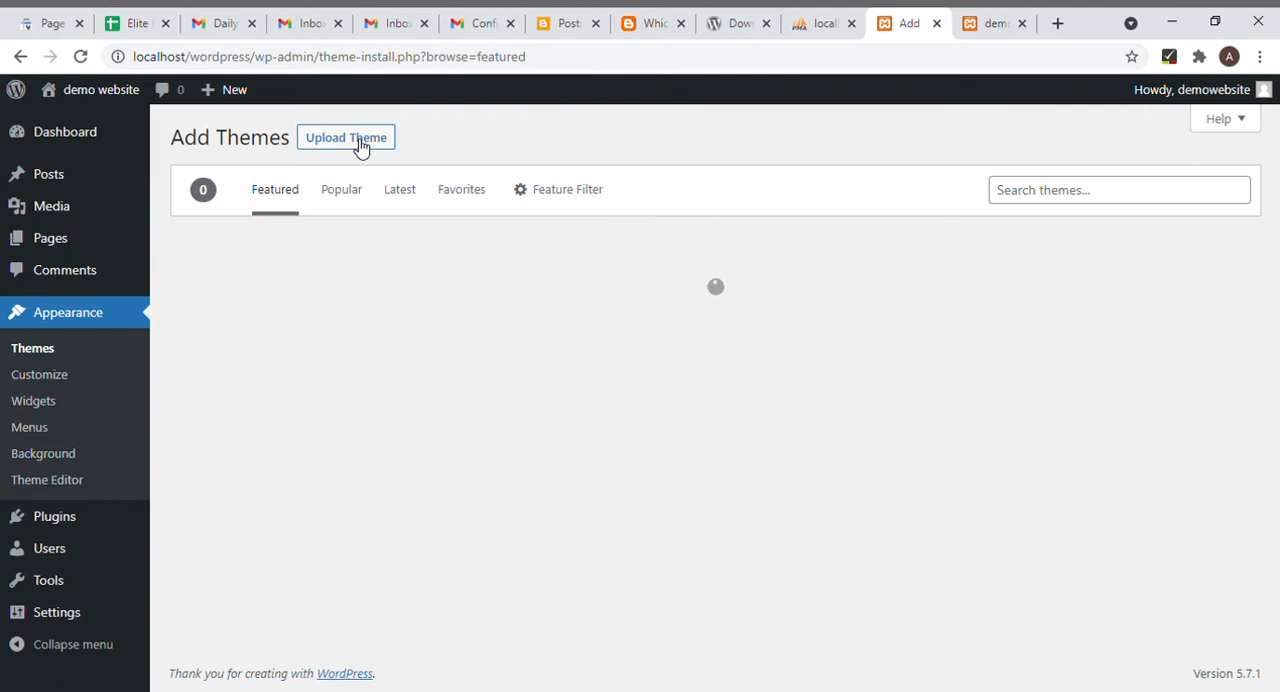 Page
Elite
Daily
Inbo
Inbo
Confi
Post
Whic
Dow
local
Add
dem
localhost/wordpress/wp-admin/theme-install.php?browse=featured
A
demo website 0 New
Howdy, demowebsite
Help
Dashboard
Posts
Media
Pages
Comments
Appearance
Themes
Customize
Widgets
Menus
Background
Theme Editor
Plugins
Users
Tools
Settings
Collapse menu
Add Themes Upload Theme
0 Featured Popular Latest Favorites Feature Filter Search themes...
Thank you for creating with WordPress.
Version 5.7.1